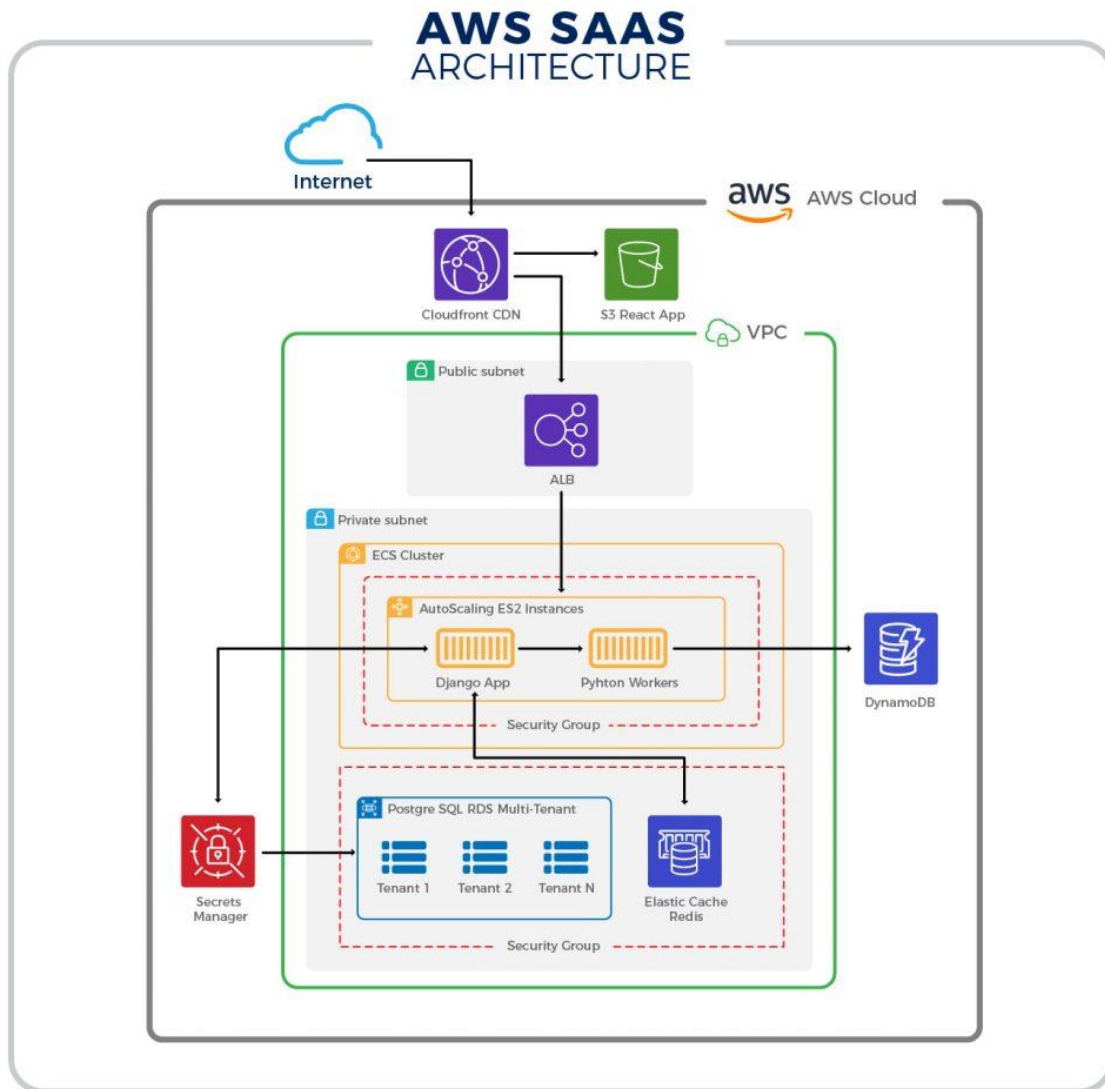 AWS SAAS
ARCHITECTURE
Internet
aws AWS Cloud
Cloudfront CDN
S3 React App
VPC
Public subnet
ALB
Private subnet
ECS Cluster
AutoScaling ES2 Instances
Django App
Pyhton Workers
DynamoDB
Security Group
Postgre SQL RDS Multi-Tenant
Tenant 1
Tenant 2
Tenant N
Secrets
Manager
Elastic Cache
Redis
Security Group